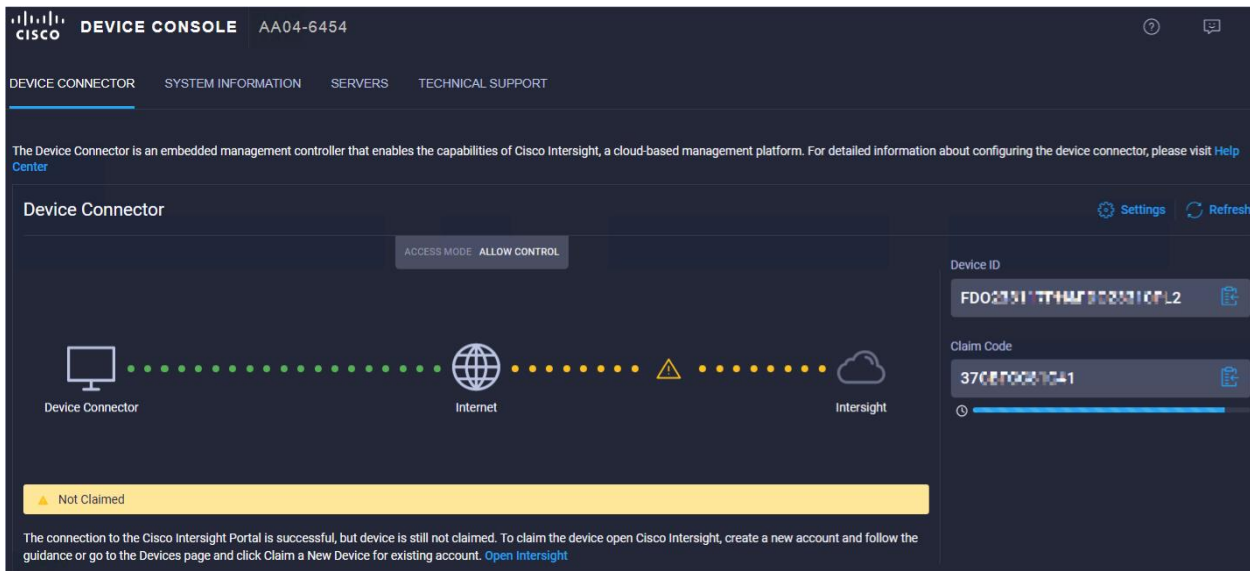 cisco DEVICE CONSOLE AA04-6454
DEVICE CONNECTOR SYSTEM INFORMATION SERVERS TECHNICAL SUPPORT
The Device Connector is an embedded management controller that enables the capabilities of Cisco Intersight, a cloud-based management platform. For detailed information about configuring the device connector, please visit Help
Center
Device Connector
Settings Refresh
ACCESS MODE ALLOW CONTROL
Device ID
Claim Code
Device Connector Internet Intersight
Not Claimed
The connection to the Cisco Intersight Portal is successful, but device is still not claimed. To claim the device open Cisco Intersight, create a new account and follow the
guidance or go to the Devices page and click Claim a New Device for existing account. Open Intersight